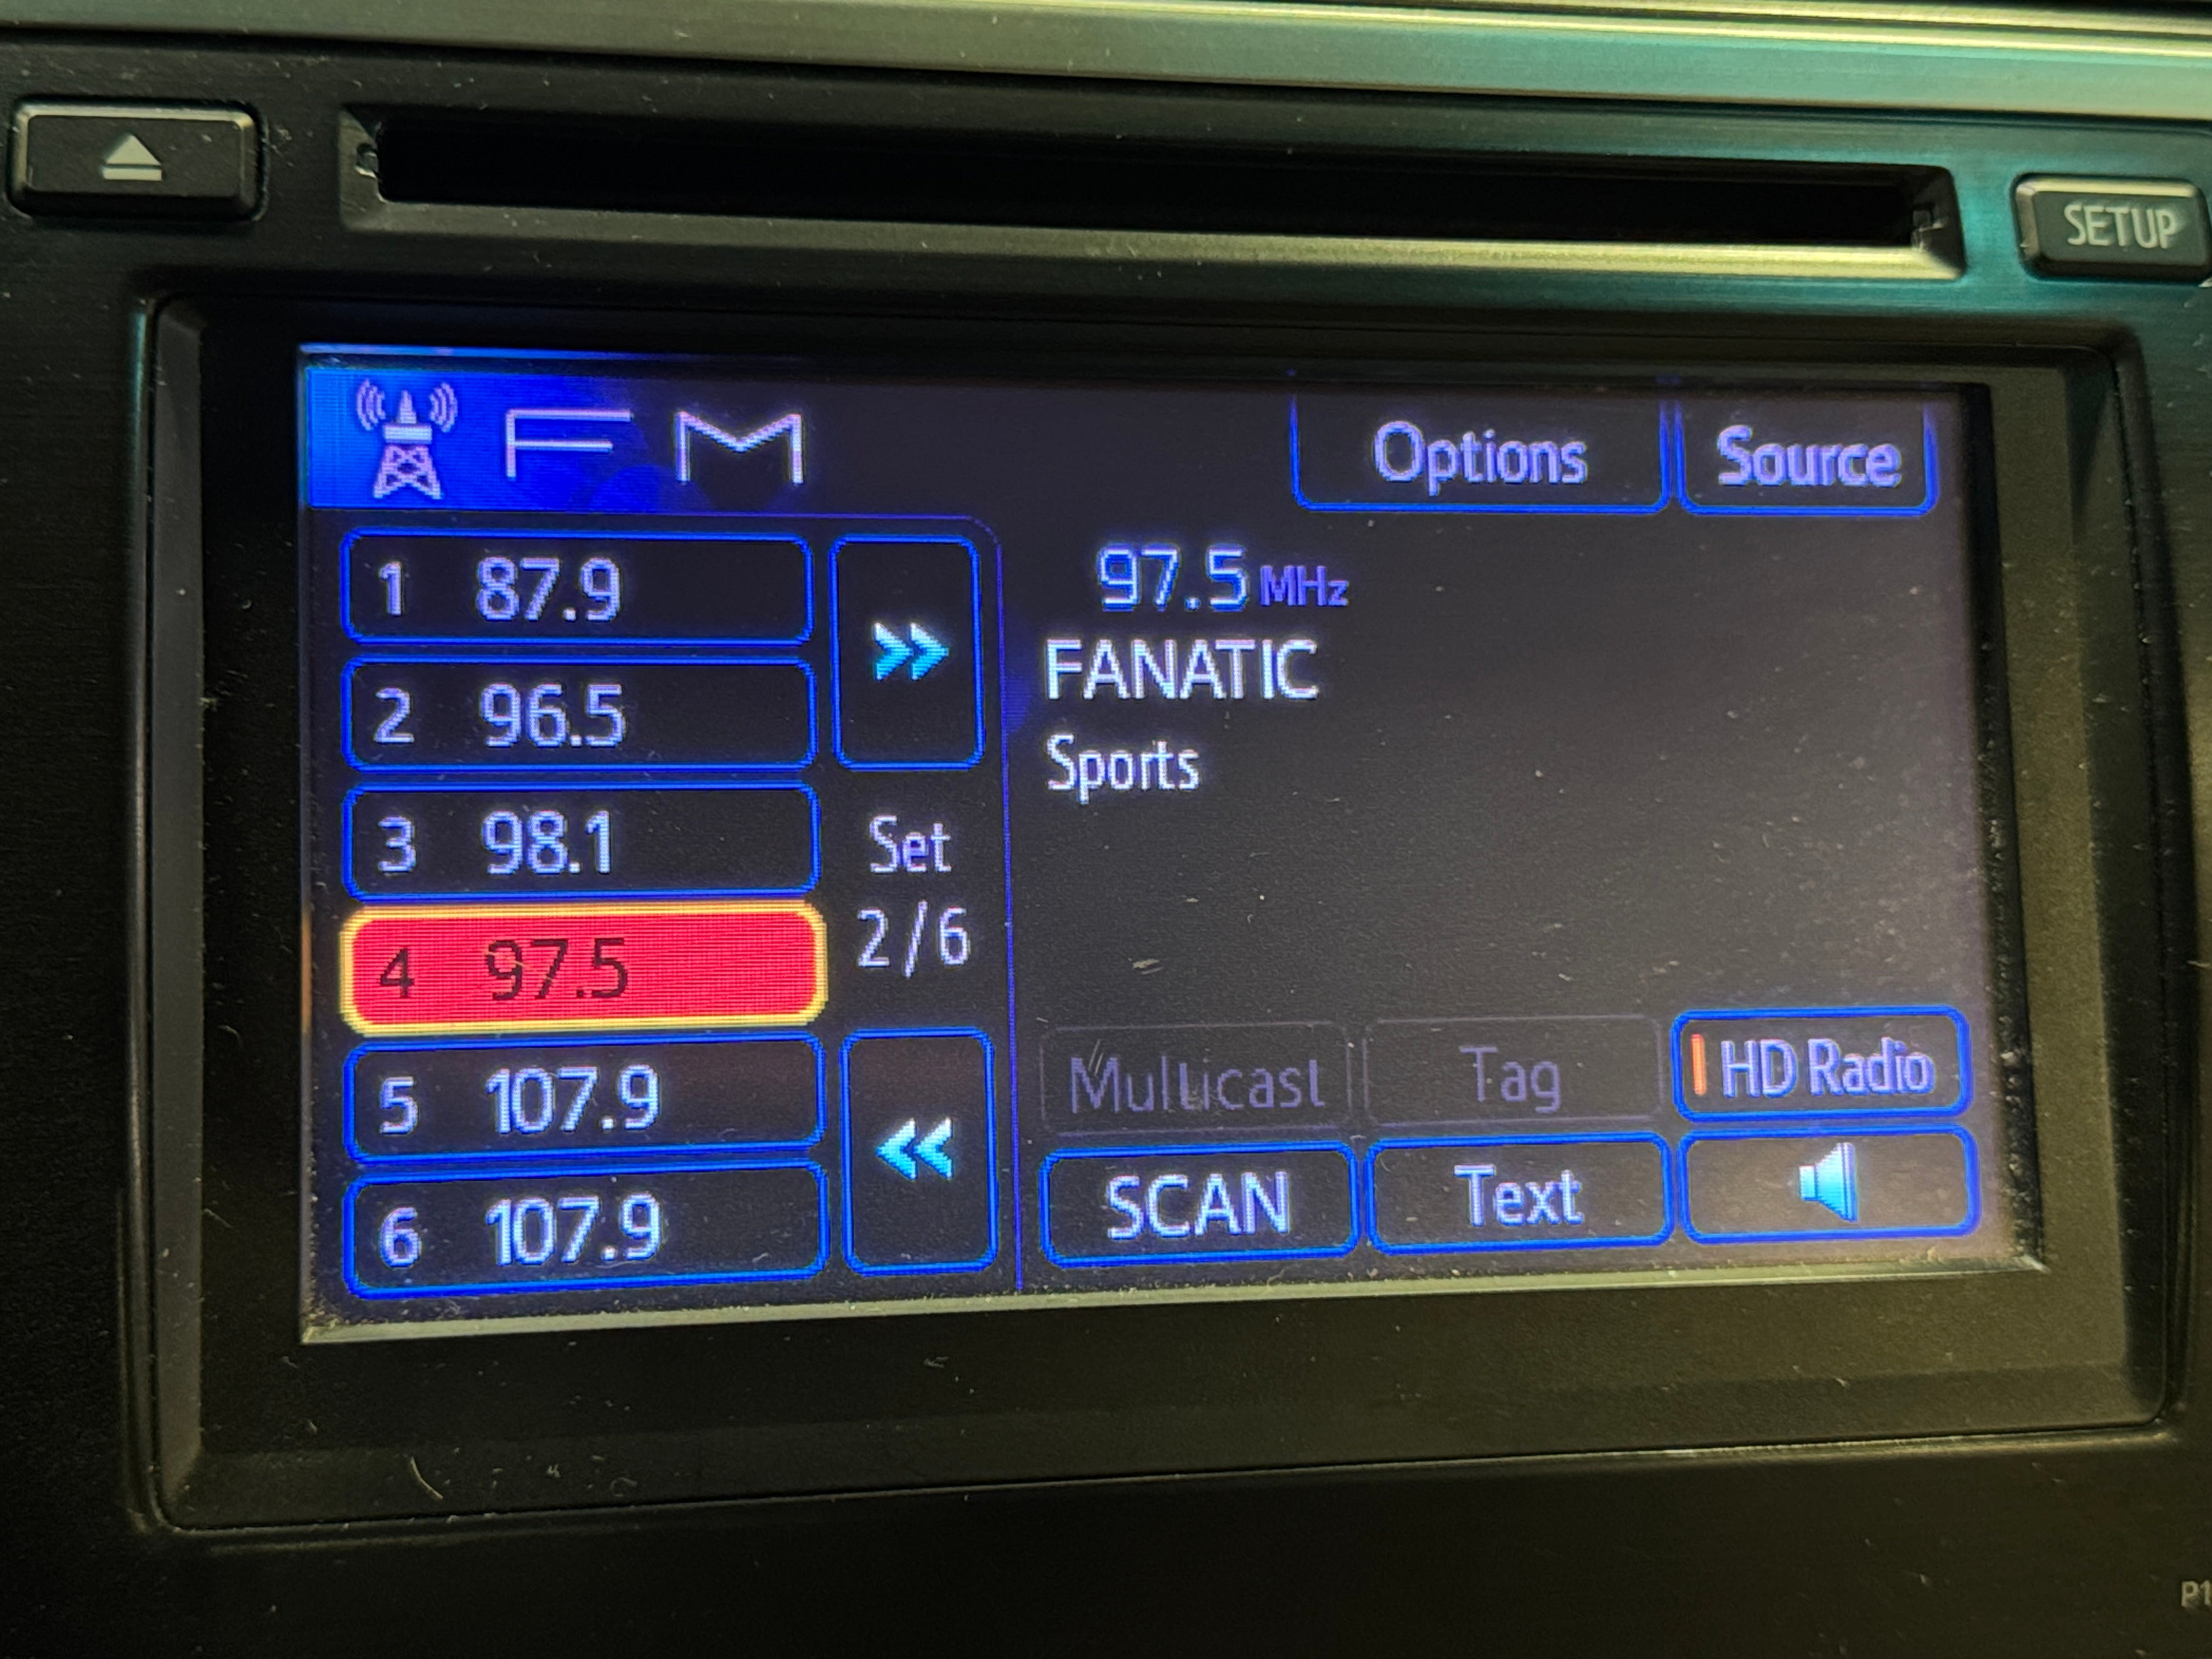 SETUP
FM
Options
Source
1 87.9
2 96.5
3 98.1
4 97.5
5 107.9
6 107.9
Set
2/6
97.5 MHz
FANATIC
Sports
Multicast
Tag
HD Radio
SCAN
Text